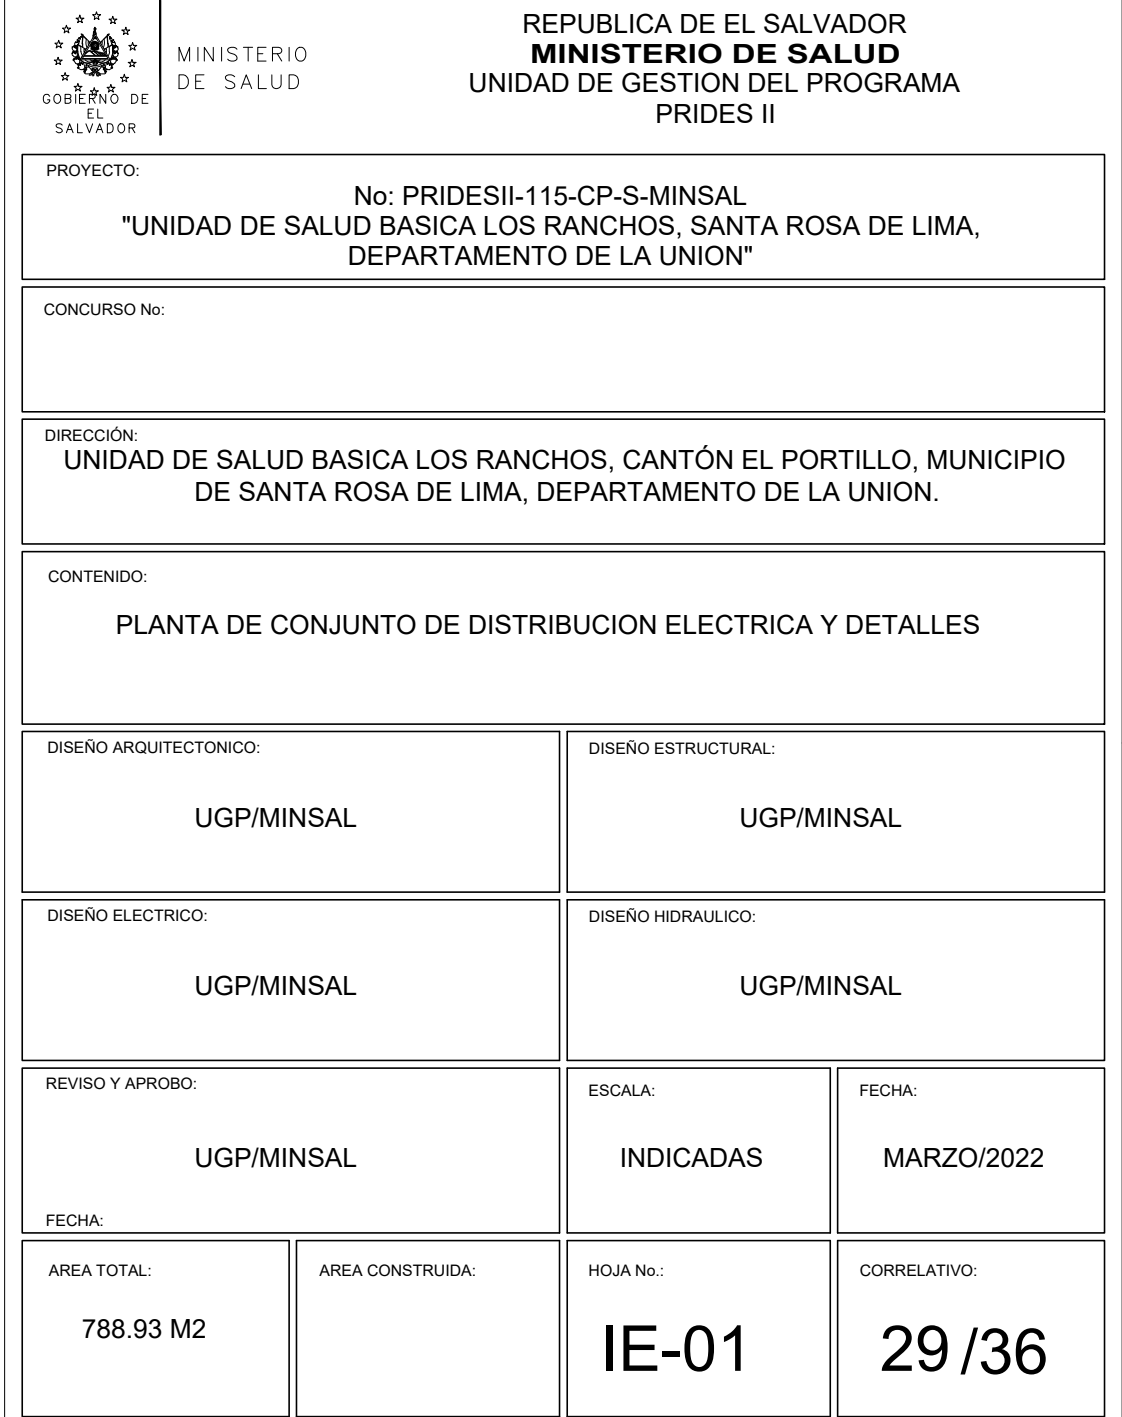 GOBIERNO DE
EL
SALVADOR
MINISTERIO
DE SALUD
REPUBLICA DE EL SALVADOR
MINISTERIO DE SALUD
UNIDAD DE GESTION DEL PROGRAMA
PRIDES II
PROYECTO:
No: PRIDESII-115-CP-S-MINSAL
"UNIDAD DE SALUD BASICA LOS RANCHOS, SANTA ROSA DE LIMA,
DEPARTAMENTO DE LA UNION"
CONCURSO No:
DIRECCIÓN:
UNIDAD DE SALUD BASICA LOS RANCHOS, CANTÓN EL PORTILLO, MUNICIPIO
DE SANTA ROSA DE LIMA, DEPARTAMENTO DE LA UNION.
CONTENIDO:
PLANTA DE CONJUNTO DE DISTRIBUCION ELECTRICA Y DETALLES
DISEÑO ARQUITECTONICO:
UGP/MINSAL
DISEÑO ESTRUCTURAL:
UGP/MINSAL
DISEÑO ELECTRICO:
UGP/MINSAL
DISEÑO HIDRAULICO:
UGP/MINSAL
REVISO Y APROBO:
UGP/MINSAL
FECHA:
ESCALA:
INDICADAS
FECHA:
MARZO/2022
AREA TOTAL:
788.93 M2
AREA CONSTRUIDA:
HOJA No.:
IE-01
CORRELATIVO:
29 /36